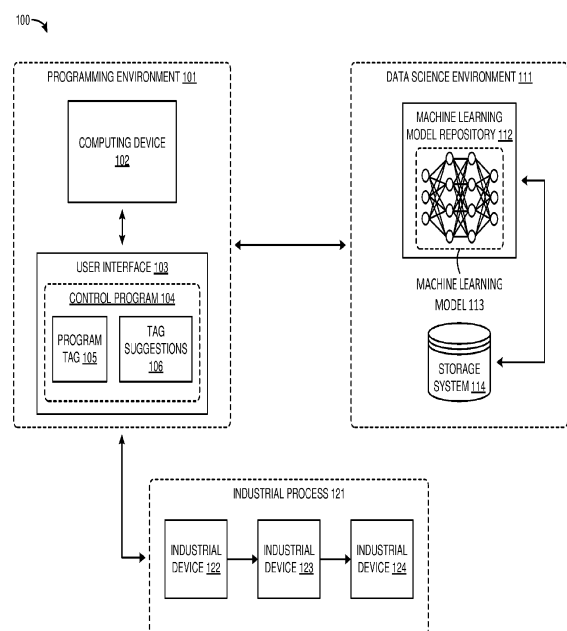 100
PROGRAMMING ENVIRONMENT 101
COMPUTING DEVICE
102
USER INTERFACE 103
CONTROL PROGRAM 104
PROGRAM
TAG 105
TAG
SUGGESTIONS
106
DATA SCIENCE ENVIRONMENT 111
MACHINE LEARNING
MODEL REPOSITORY 112
MACHINE LEARNING
MODEL 113
STORAGE
SYSTEM 114
INDUSTRIAL PROCESS 121
INDUSTRIAL
DEVICE 122
INDUSTRIAL
DEVICE 123
INDUSTRIAL
DEVICE 124